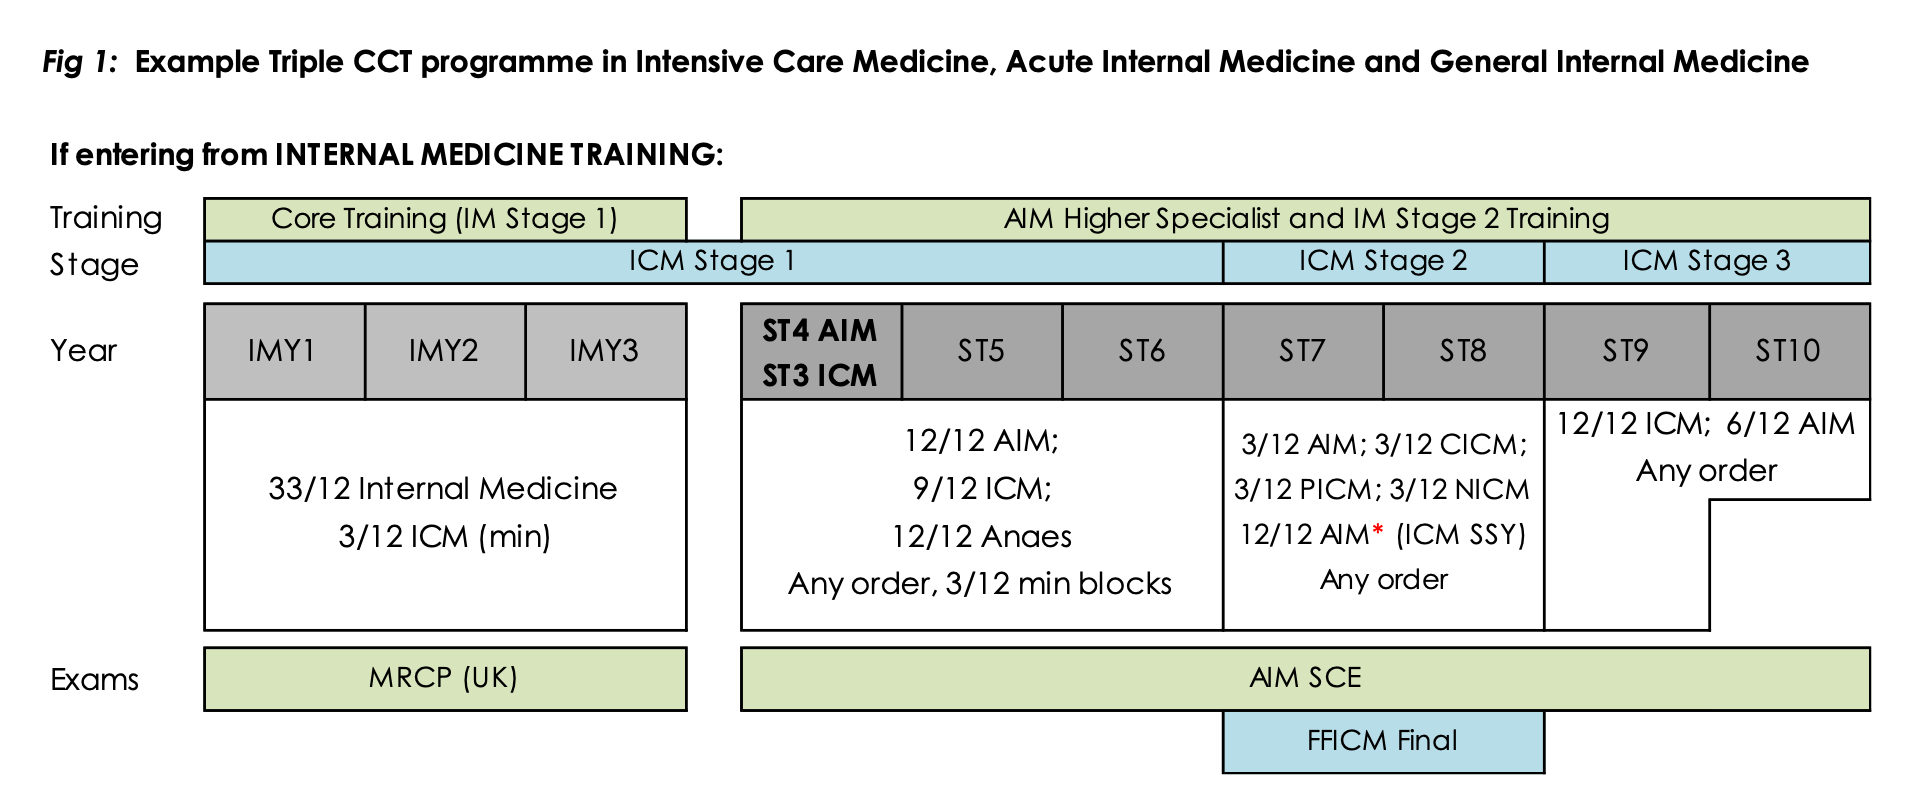 Fig 1: Example Triple CCT programme in Intensive Care Medicine, Acute Internal Medicine and General Internal Medicine
If entering from INTERNAL MEDICINE TRAINING:
Training
Stage
Core Training (IM Stage 1)
AIM Higher Specialist and IM Stage 2 Training
ICM Stage 1
ICM Stage 2
ICM Stage 3
Year
IMY1
IMY2
IMY3
ST4 AIM
ST3 ICM
ST5
ST6
ST7
ST8
ST9
ST10
33/12 Internal Medicine
3/12 ICM (min)
12/12 AIM;
9/12 ICM;
12/12 Anaes
Any order, 3/12 min blocks
3/12 AIM; 3/12 CICM;
3/12 PICM; 3/12 NICM
12/12 AIM* (ICM SSY)
Any order
12/12 ICM; 6/12 AIM
Any order
Exams
MRCP (UK)
AIM SCE
FFICM Final